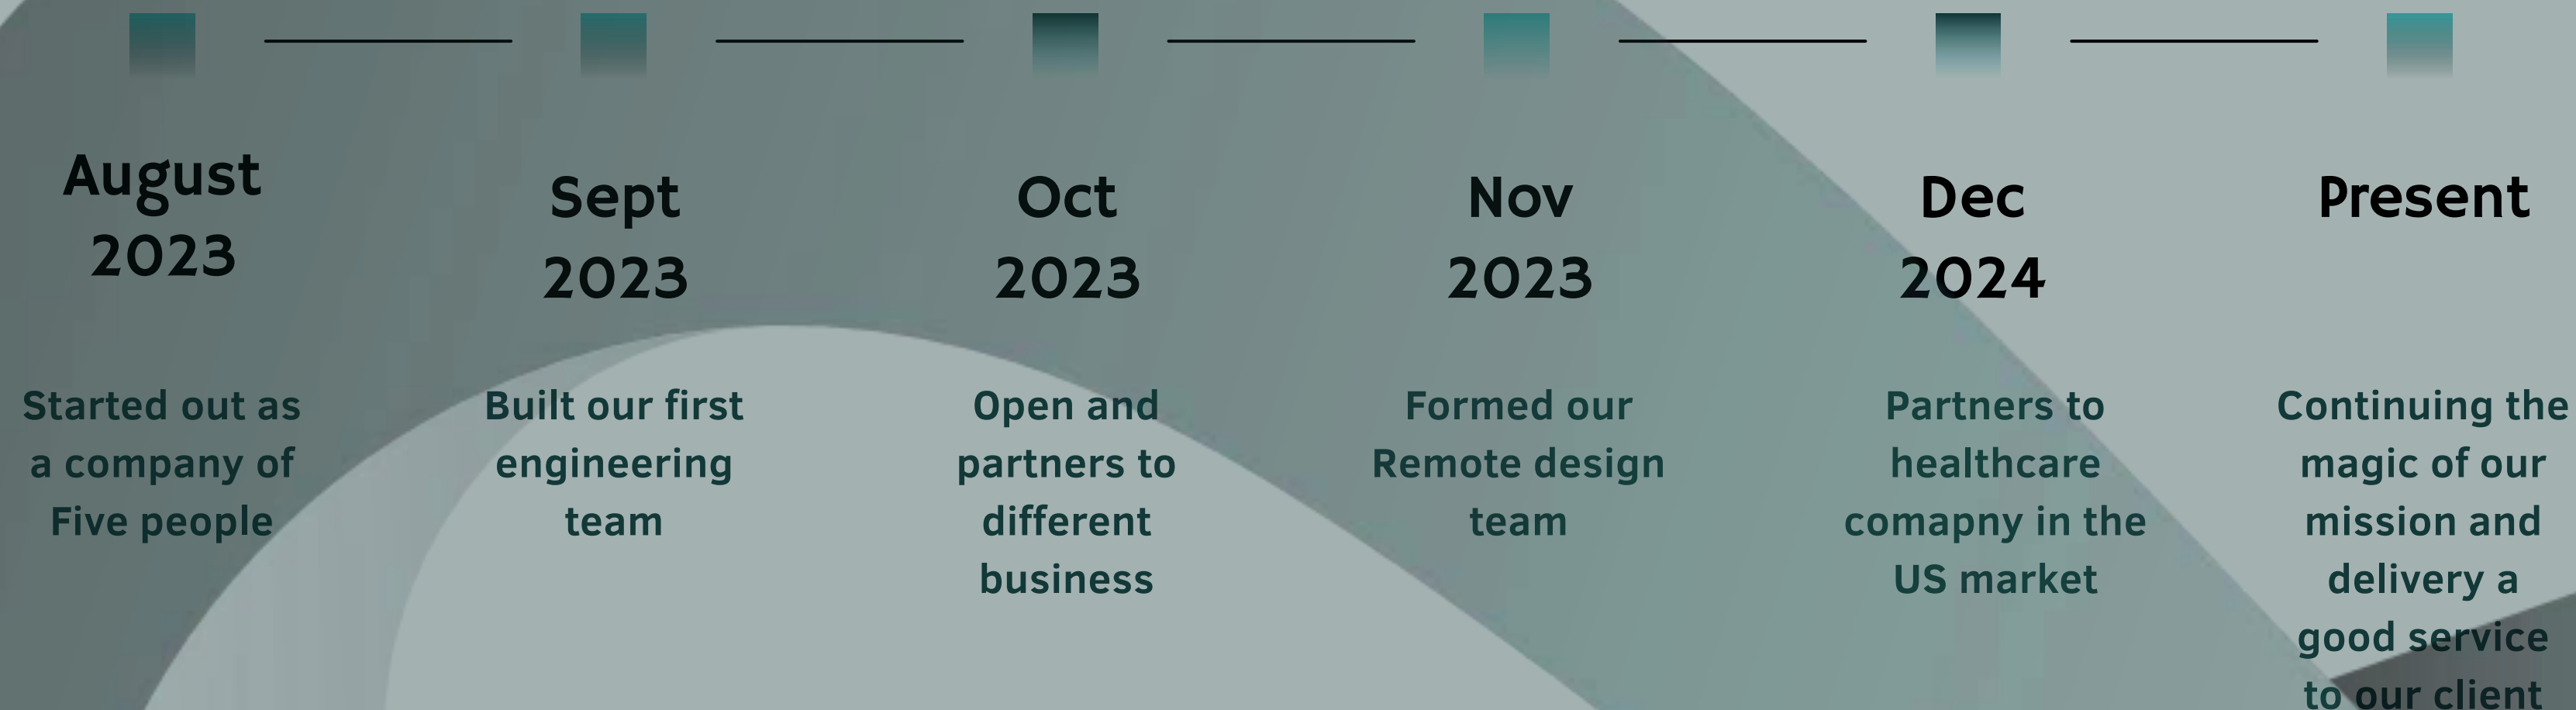 August
2023
Started out as
a company of
Five people
Sept
2023
Built our first
engineering
team
Oct
2023
Open and
partners to
different
business
Nov
2023
Formed our
Remote design
team
Dec
2024
Partners to
healthcare
comapny in the
US market
Present
Continuing the
magic of our
mission and
delivery a
good service
to our client